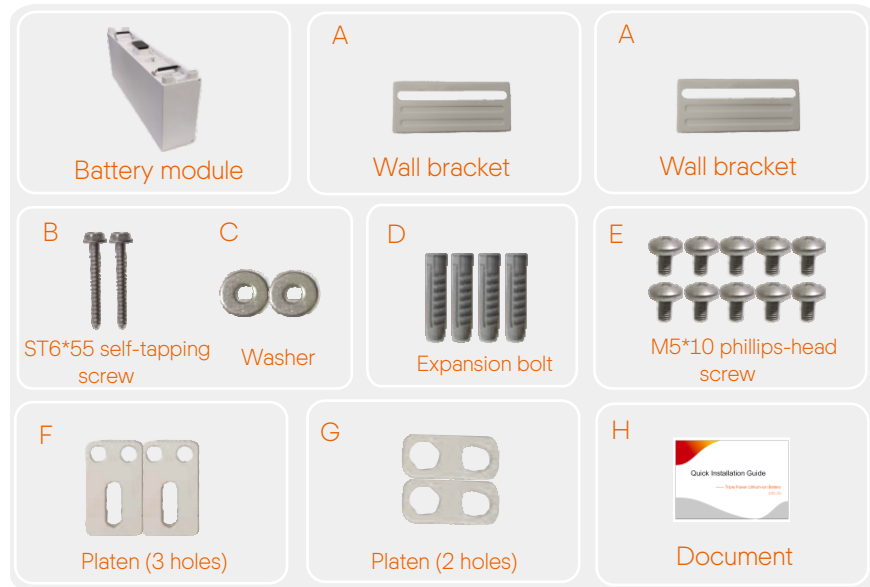 A
A
Battery module
Wall bracket
Wall bracket
B
C
D
E
ST6*55 self-tapping
screw
Washer
Expansion bolt
M5*10 phillips-head
screw
F
G
H
Quick Installation Guide
Platen (3 holes)
Platen (2 holes)
Document